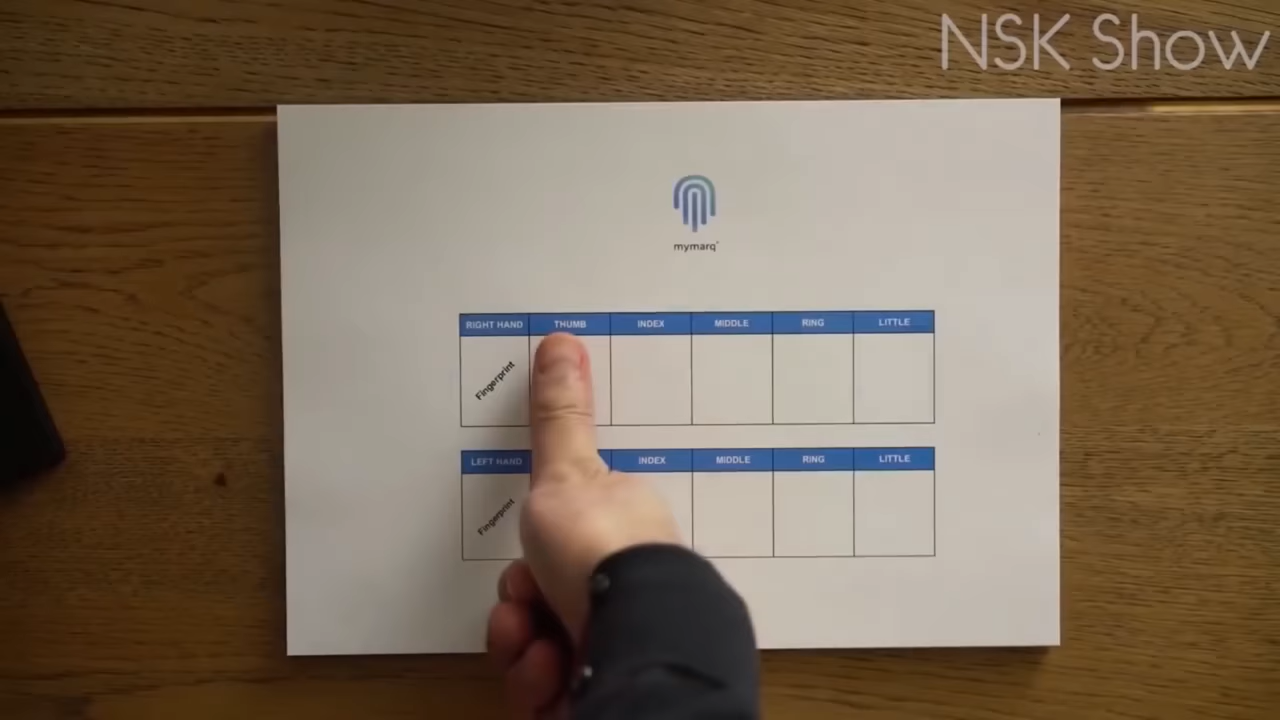 NSK Show
mymarq
RIGHT HAND THUMB INDEX MIDDLE RING LITTLE
Fingerprint
LEFT HAND INDEX MIDDLE RING LITTLE
Fingerprint